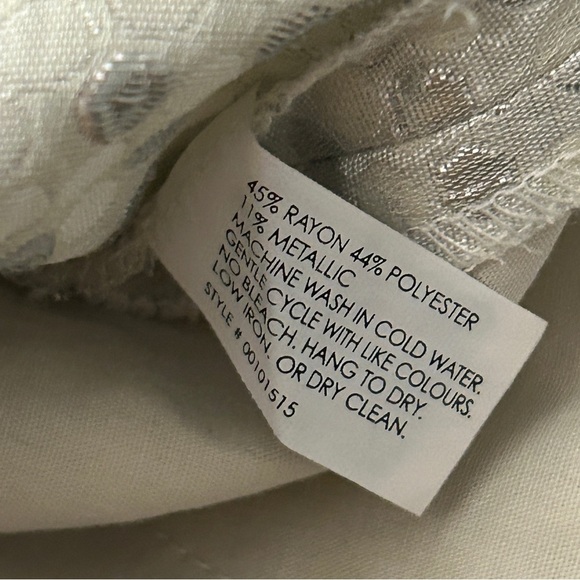 45% RAYON 44% POLYESTER
11% METALLIC
MACHINE WASH IN COLD WATER.
GENTLE CYCLE WITH LIKE COLOURS.
NO BLEACH. HANG TO DRY.
LOW IRON. OR DRY CLEAN.
STYLE # 00101515